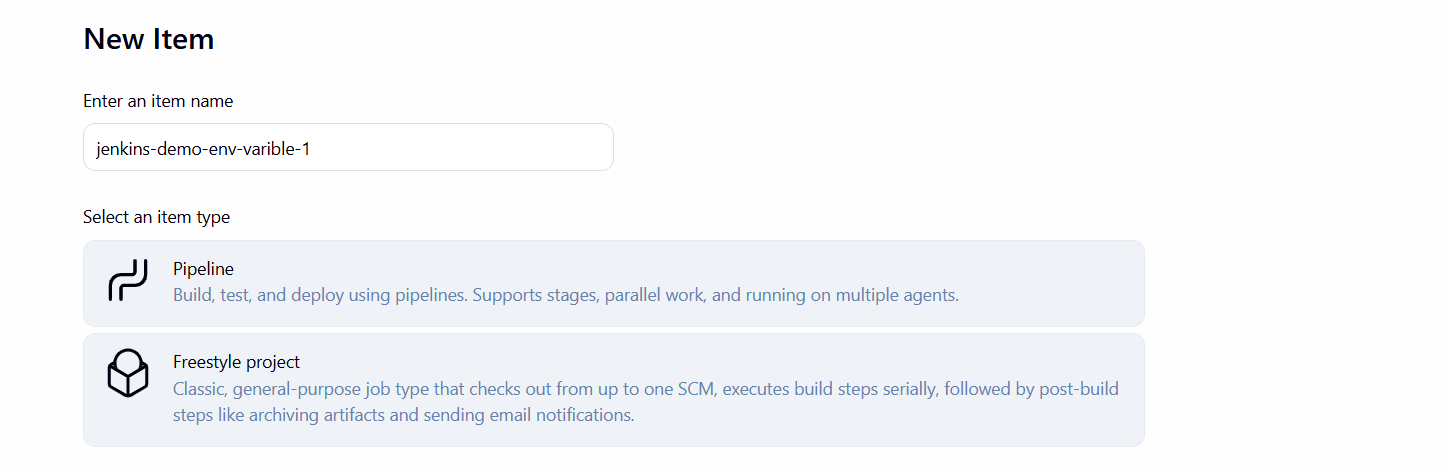 New Item
Enter an item name
jenkins-demo-env-varible-1
Select an item type
Pipeline
Build, test, and deploy using pipelines. Supports stages, parallel work, and running on multiple agents.
Freestyle project
Classic, general-purpose job type that checks out from up to one SCM, executes build steps serially, followed by post-build
steps like archiving artifacts and sending email notifications.